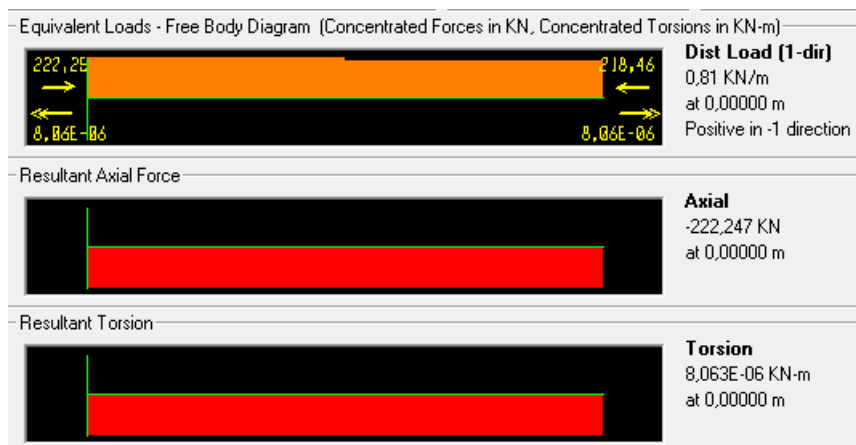 Equivalent Loads - Free Body Diagram (Concentrated Forces in KN, Concentrated Torsions in KN-m)
222,25
218,46
8,06E-06
8,06E-06
Dist Load (1-dir)
0,81 KN/m
at 0,00000 m
Positive in -1 direction
Resultant Axial Force
Axial
-222,247 KN
at 0,00000 m
Resultant Torsion
Torsion
8,063E-06 KN-m
at 0,00000 m